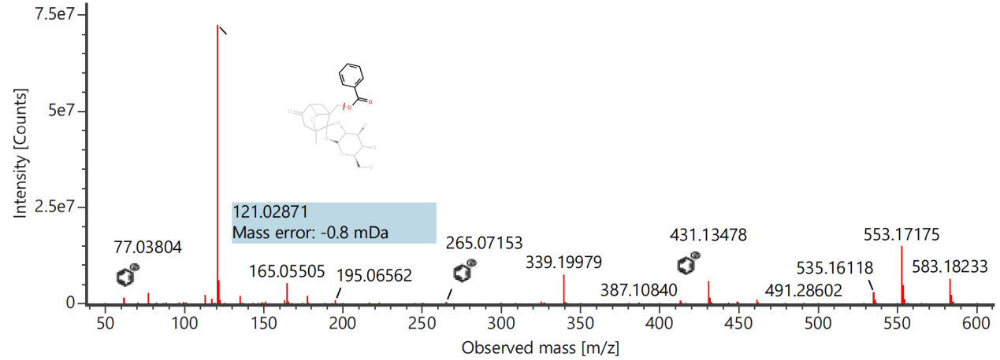 Intensity [Counts]
7.5e7
5e7
2.5e7
0
77.03804
121.02871
Mass error: -0.8 mDa
165.05505
195.06562
265.07153
339.19979
387.10840
431.13478
491.28602
535.16118
553.17175
583.18233
50 100 150 200 250 300 350 400 450 500 550 600
Observed mass [m/z]